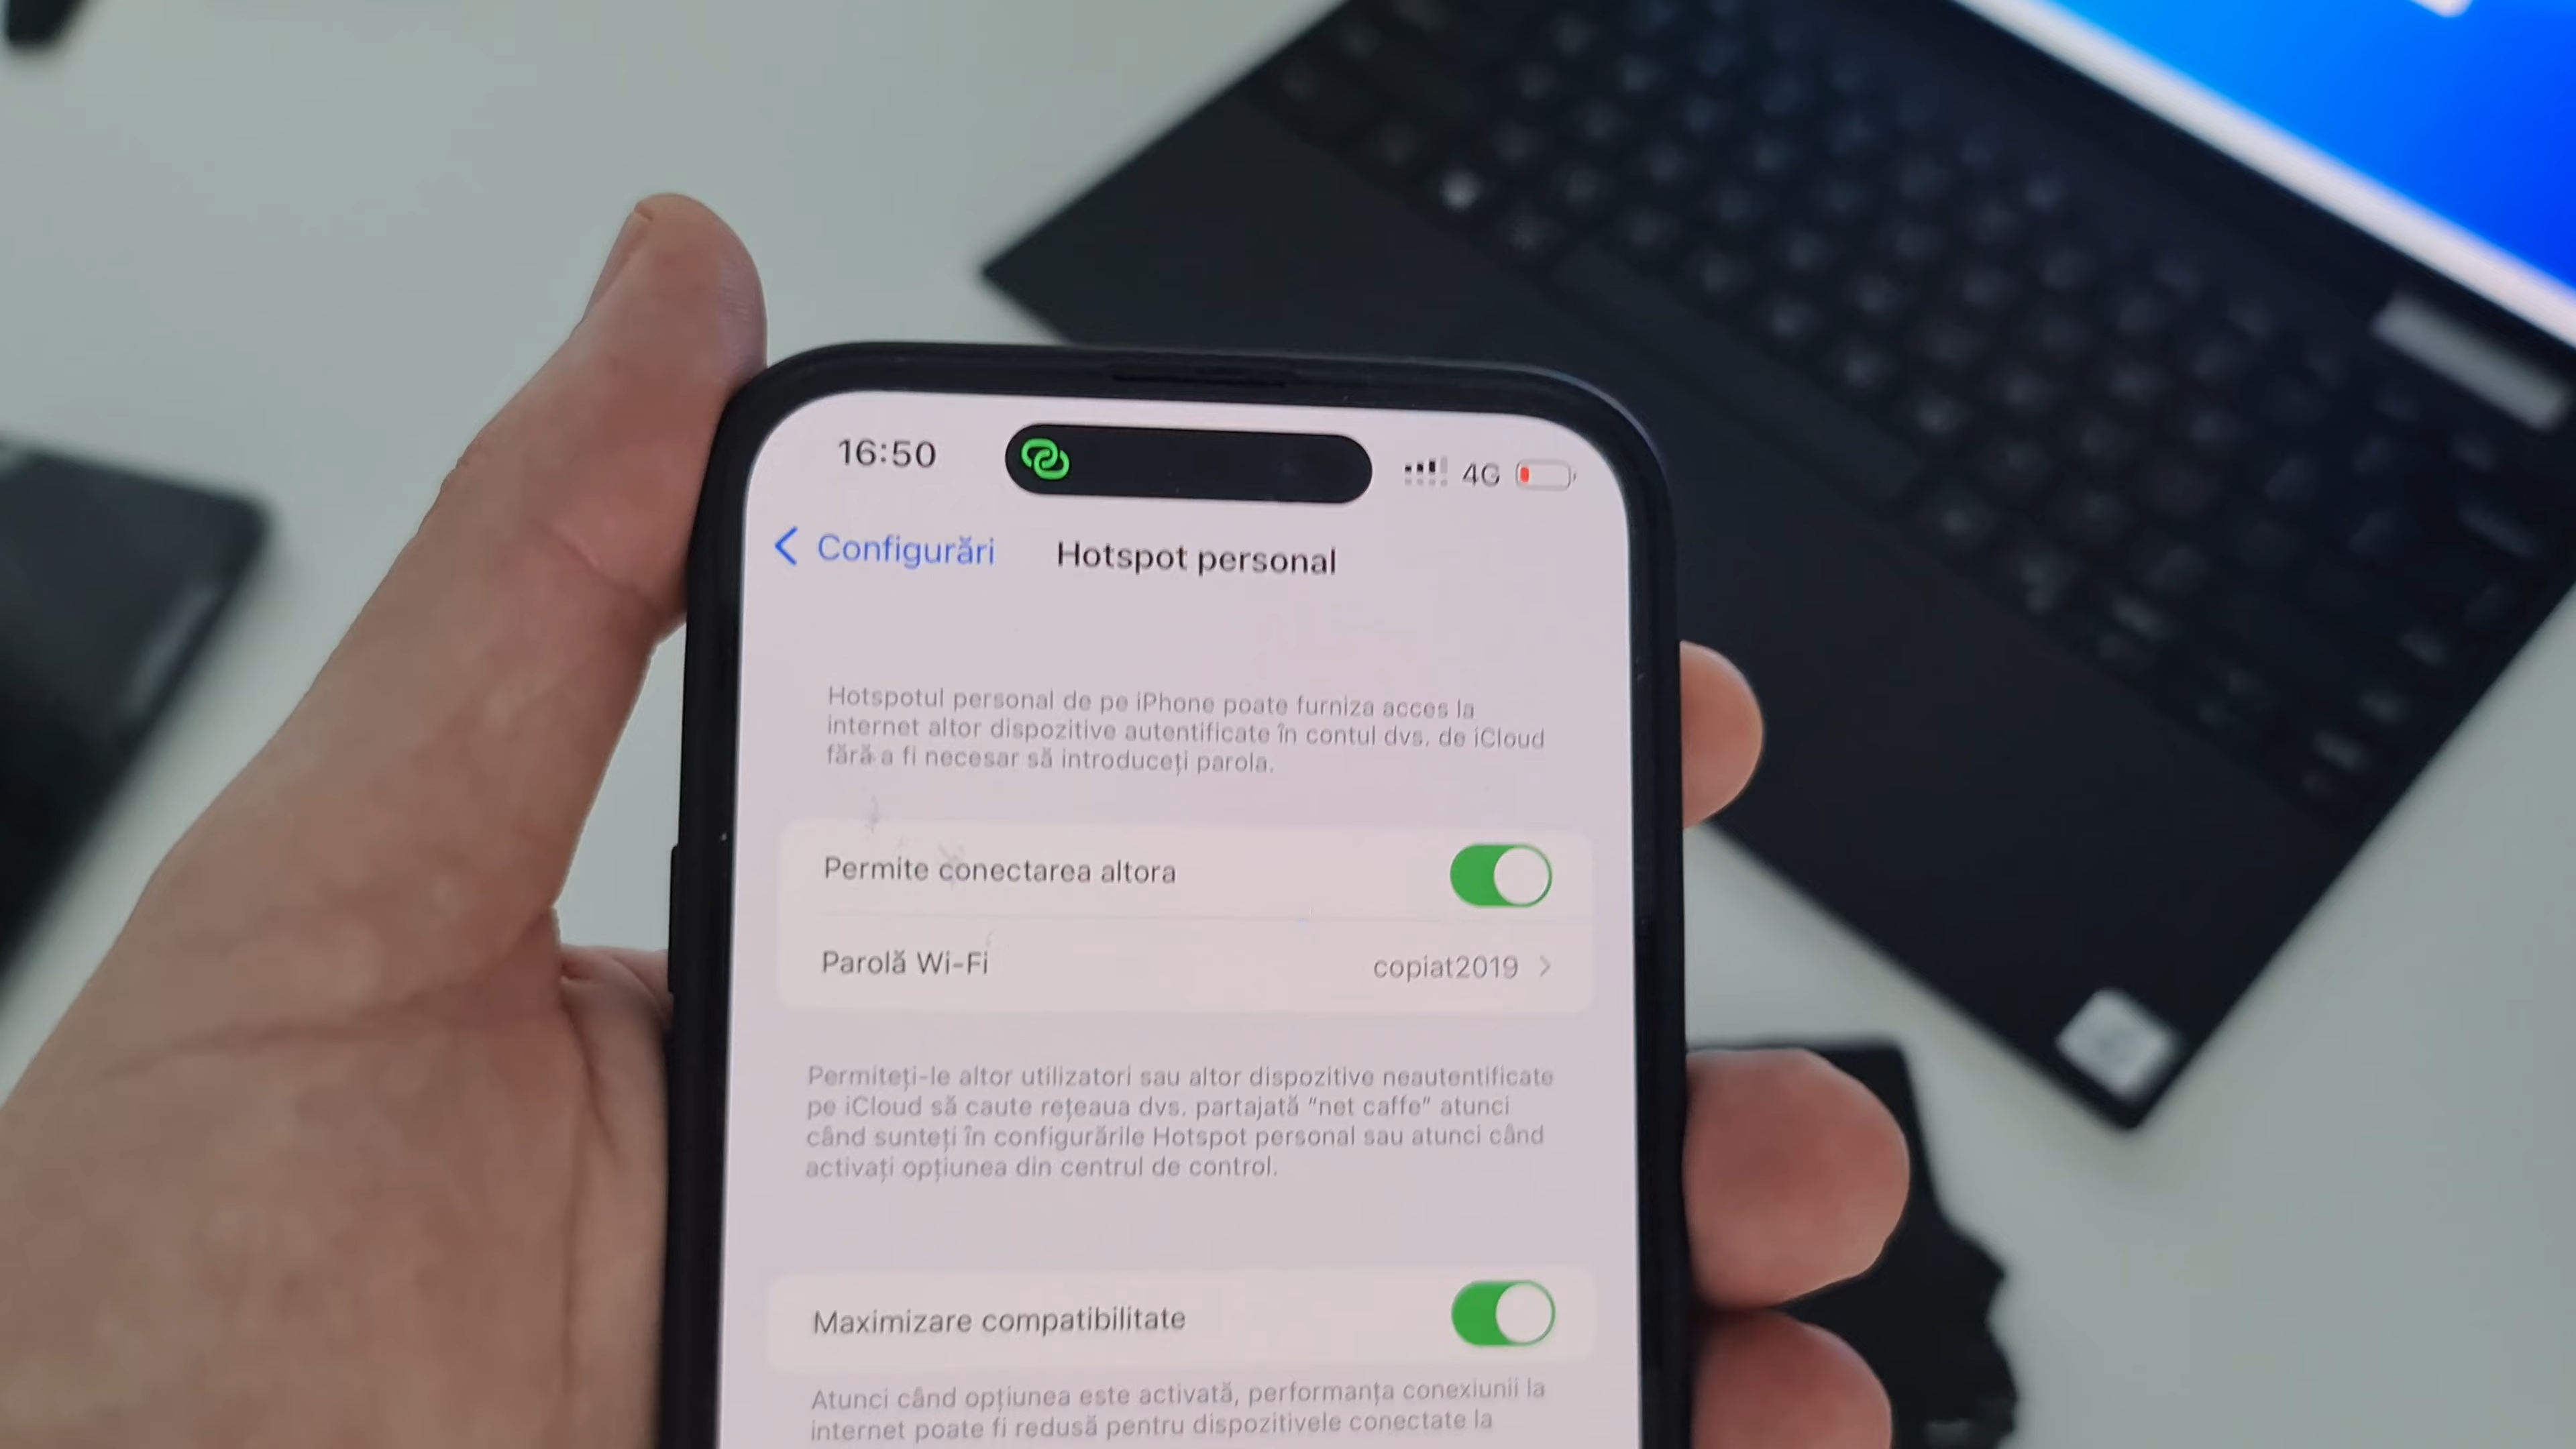 16:50
4G
Configurări
Hotspot personal
Hotspotul personal de pe iPhone poate furniza acces la
internet altor dispozitive autentificate în contul dvs. de iCloud
fără a fi necesar să introduceți parola.
Permite conectarea altora
Parolă Wi-Fi
copiat2019
Permiteți-le altor utilizatori sau altor dispozitive neautentificate
pe iCloud să caute rețeaua dvs. partajată "net caffe" atunci
când sunteți în configurările Hotspot personal sau atunci când
activați opțiunea din centrul de control.
Maximizare compatibilitate
Atunci când opțiunea este activată, performanța conexiunii la
internet poate fi redusă pentru dispozitivele conectate la